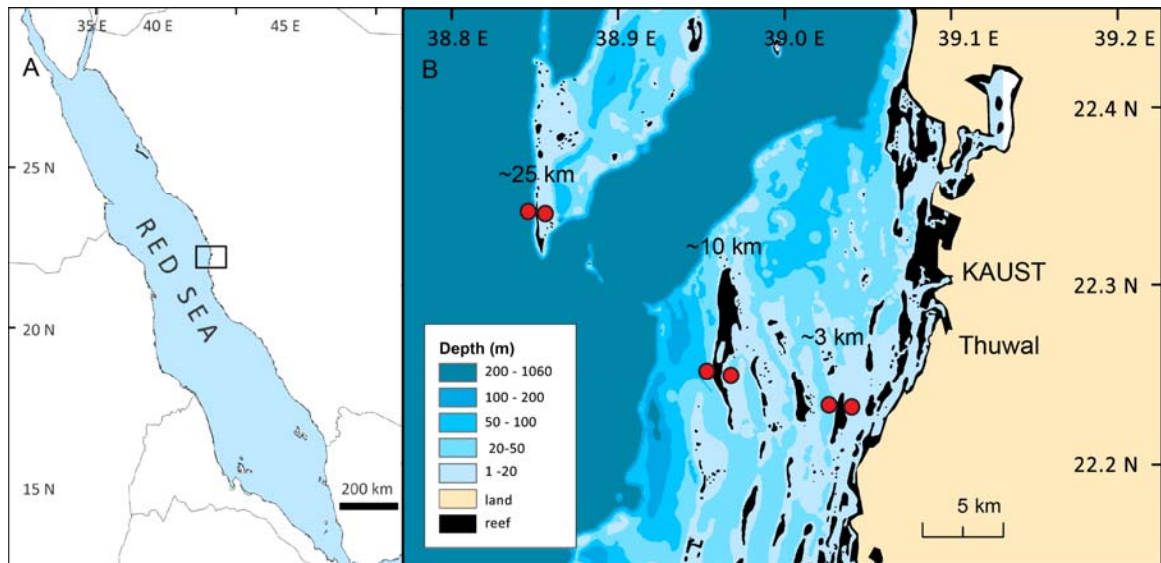 35 E 40 E 45 E
A
25 N
RED SEA
20 N
15 N
200 km
38.8 E 38.9 E 39.0 E 39.1 E 39.2 E
B
22.4 N
~25 km
~10 km
KAUST
22.3 N
~3 km
Thuwal
Depth (m)
200 - 1060
100 - 200
50 - 100
20-50
1 -20
land
reef
22.2 N
5 km